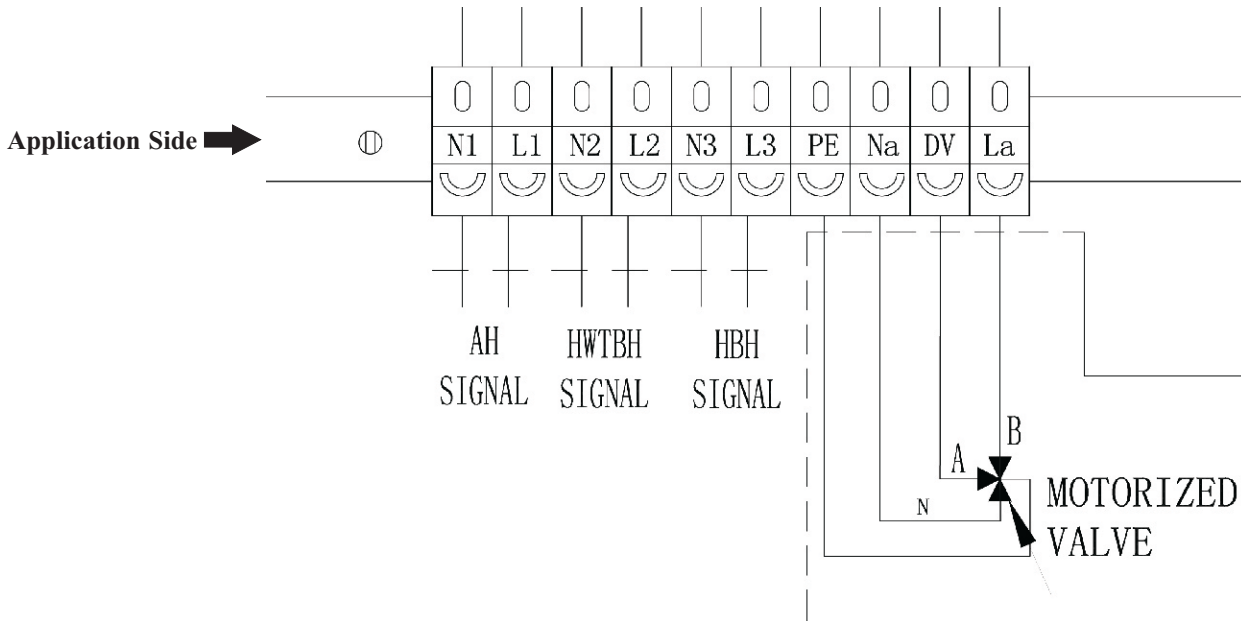 Application Side
N1 L1 N2 L2 N3 L3 PE Na DV La
AH
SIGNAL
HWTBH
SIGNAL
HBH
SIGNAL
B
A
N
MOTORIZED
VALVE